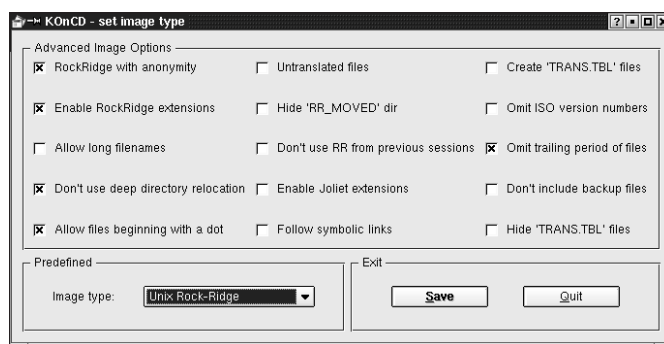 KOnCD - set image type
Advanced Image Options
RockRidge with anonymity Untranslated files Create 'TRANS.TBL' files
Enable RockRidge extensions Hide 'RR_MOVED' dir Omit ISO version numbers
Allow long filenames Don't use RR from previous sessions Omit trailing period of files
Don't use deep directory relocation Enable Joliet extensions Don't include backup files
Allow files beginning with a dot Follow symbolic links Hide 'TRANS.TBL' files
Predefined Exit
Image type: Unix Rock-Ridge Save Quit